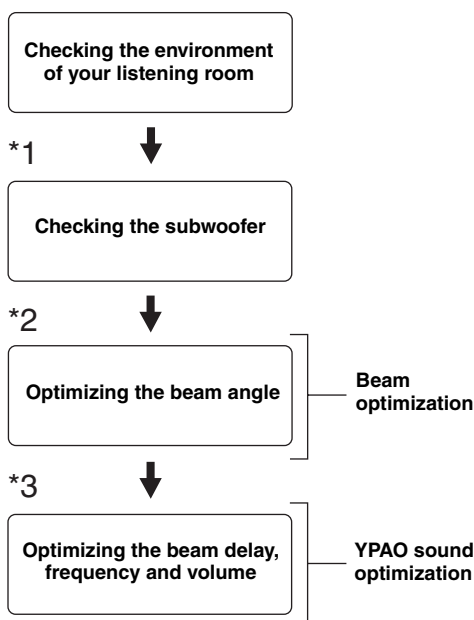 Checking the environment
of your listening room
*1
Checking the subwoofer
*2
Optimizing the beam angle
Beam
optimization
*3
Optimizing the beam delay,
frequency and volume
YPAO sound
optimization